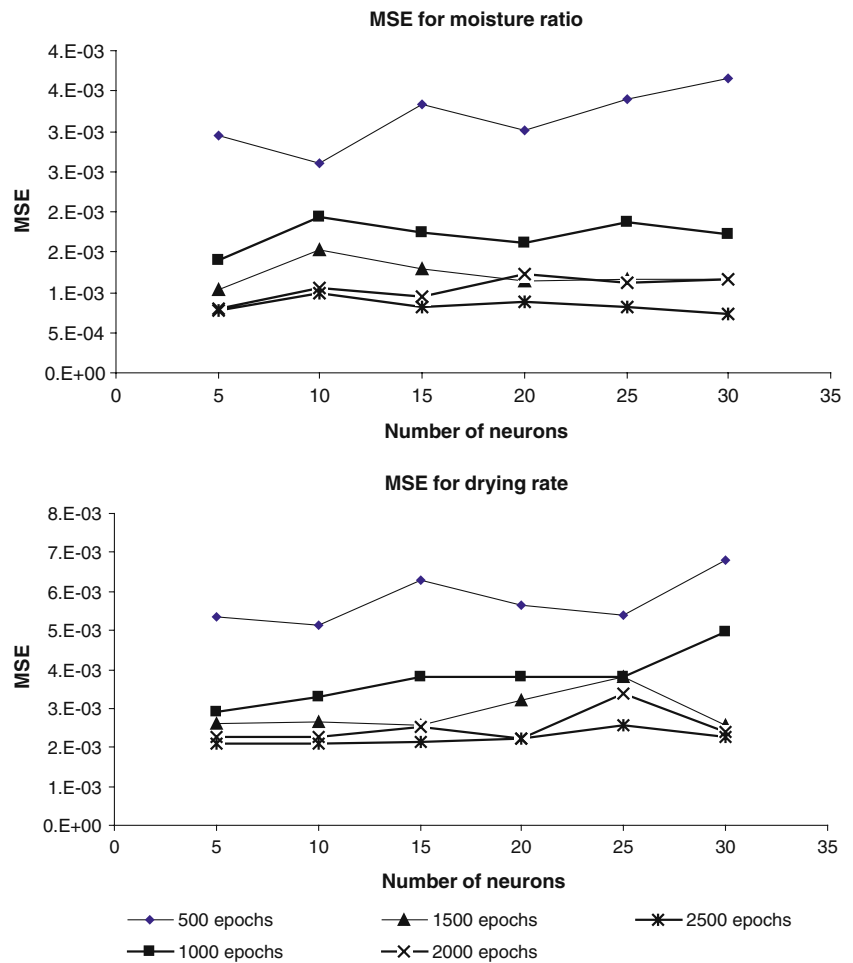 MSE for moisture ratio
4.E-03
4.E-03
3.E-03
3.E-03
2.E-03
2.E-03
1.E-03
5.E-04
0.E+00
MSE
0 5 10 15 20 25 30 35
Number of neurons
MSE for drying rate
8.E-03
7.E-03
6.E-03
5.E-03
4.E-03
3.E-03
2.E-03
1.E-03
0.E+00
MSE
0 5 10 15 20 25 30 35
Number of neurons
500 epochs 1500 epochs 2500 epochs
1000 epochs 2000 epochs